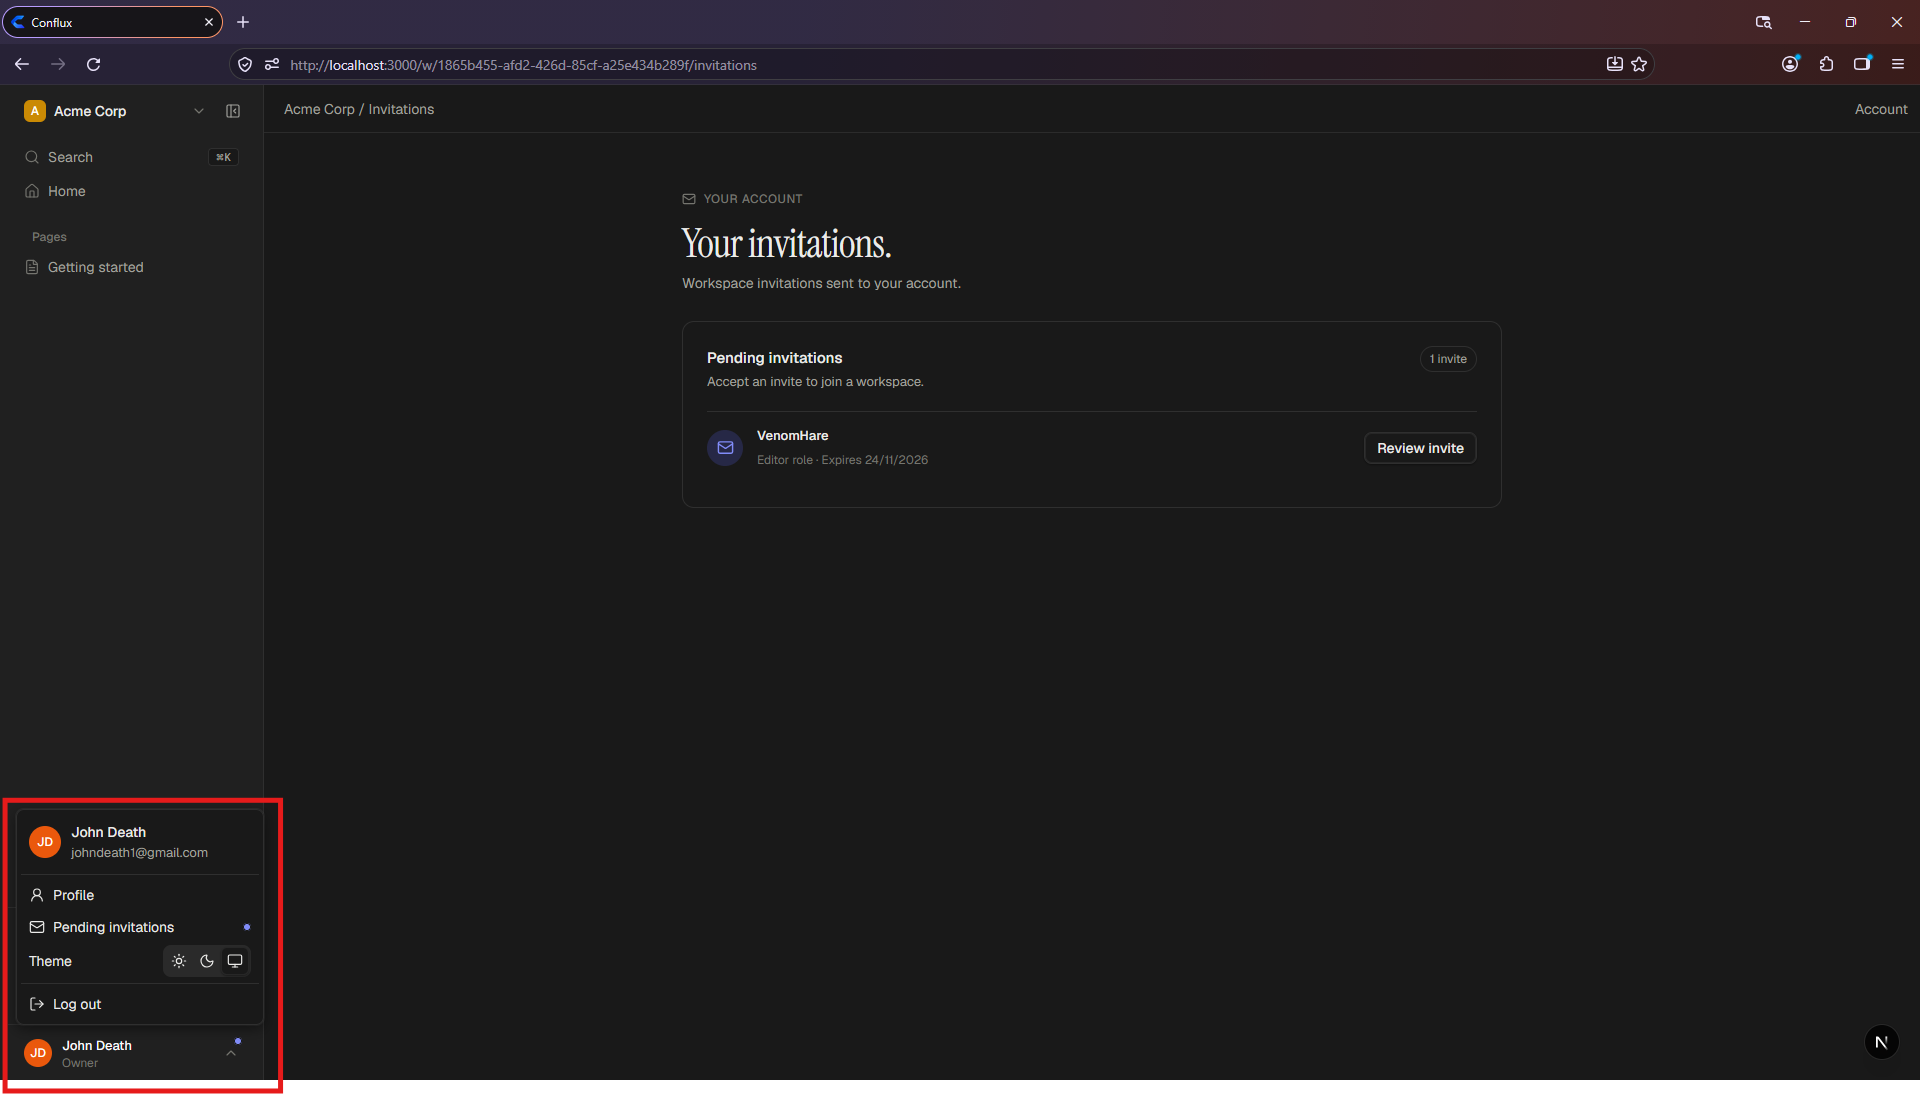 Conflux
http://localhost:3000/w/1865b455-afd2-426d-85cf-a25e434b289f/invitations
A Acme Corp
Search ⌘K
Home
Pages
Getting started
Acme Corp / Invitations
Account
YOUR ACCOUNT
Your invitations.
Workspace invitations sent to your account.
Pending invitations
1 invite
Accept an invite to join a workspace.
VenomHare
Editor role · Expires 24/11/2026
Review invite
JD John Death
johndeath1@gmail.com
Profile
Pending invitations
Theme
Log out
JD John Death
Owner
N